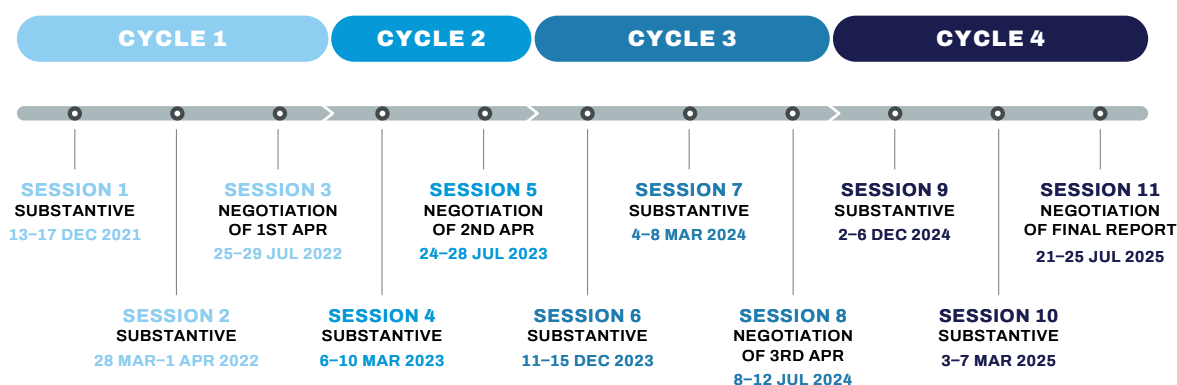 CYCLE 1
CYCLE 2
CYCLE 3
CYCLE 4
SESSION 1
SUBSTANTIVE
13–17 DEC 2021
SESSION 2
SUBSTANTIVE
28 MAR–1 APR 2022
SESSION 3
NEGOTIATION
OF 1ST APR
25–29 JUL 2022
SESSION 4
SUBSTANTIVE
6–10 MAR 2023
SESSION 5
NEGOTIATION
OF 2ND APR
24–28 JUL 2023
SESSION 6
SUBSTANTIVE
11–15 DEC 2023
SESSION 7
SUBSTANTIVE
4–8 MAR 2024
SESSION 8
NEGOTIATION
OF 3RD APR
8–12 JUL 2024
SESSION 9
SUBSTANTIVE
2–6 DEC 2024
SESSION 10
SUBSTANTIVE
3–7 MAR 2025
SESSION 11
NEGOTIATION
OF FINAL REPORT
21–25 JUL 2025